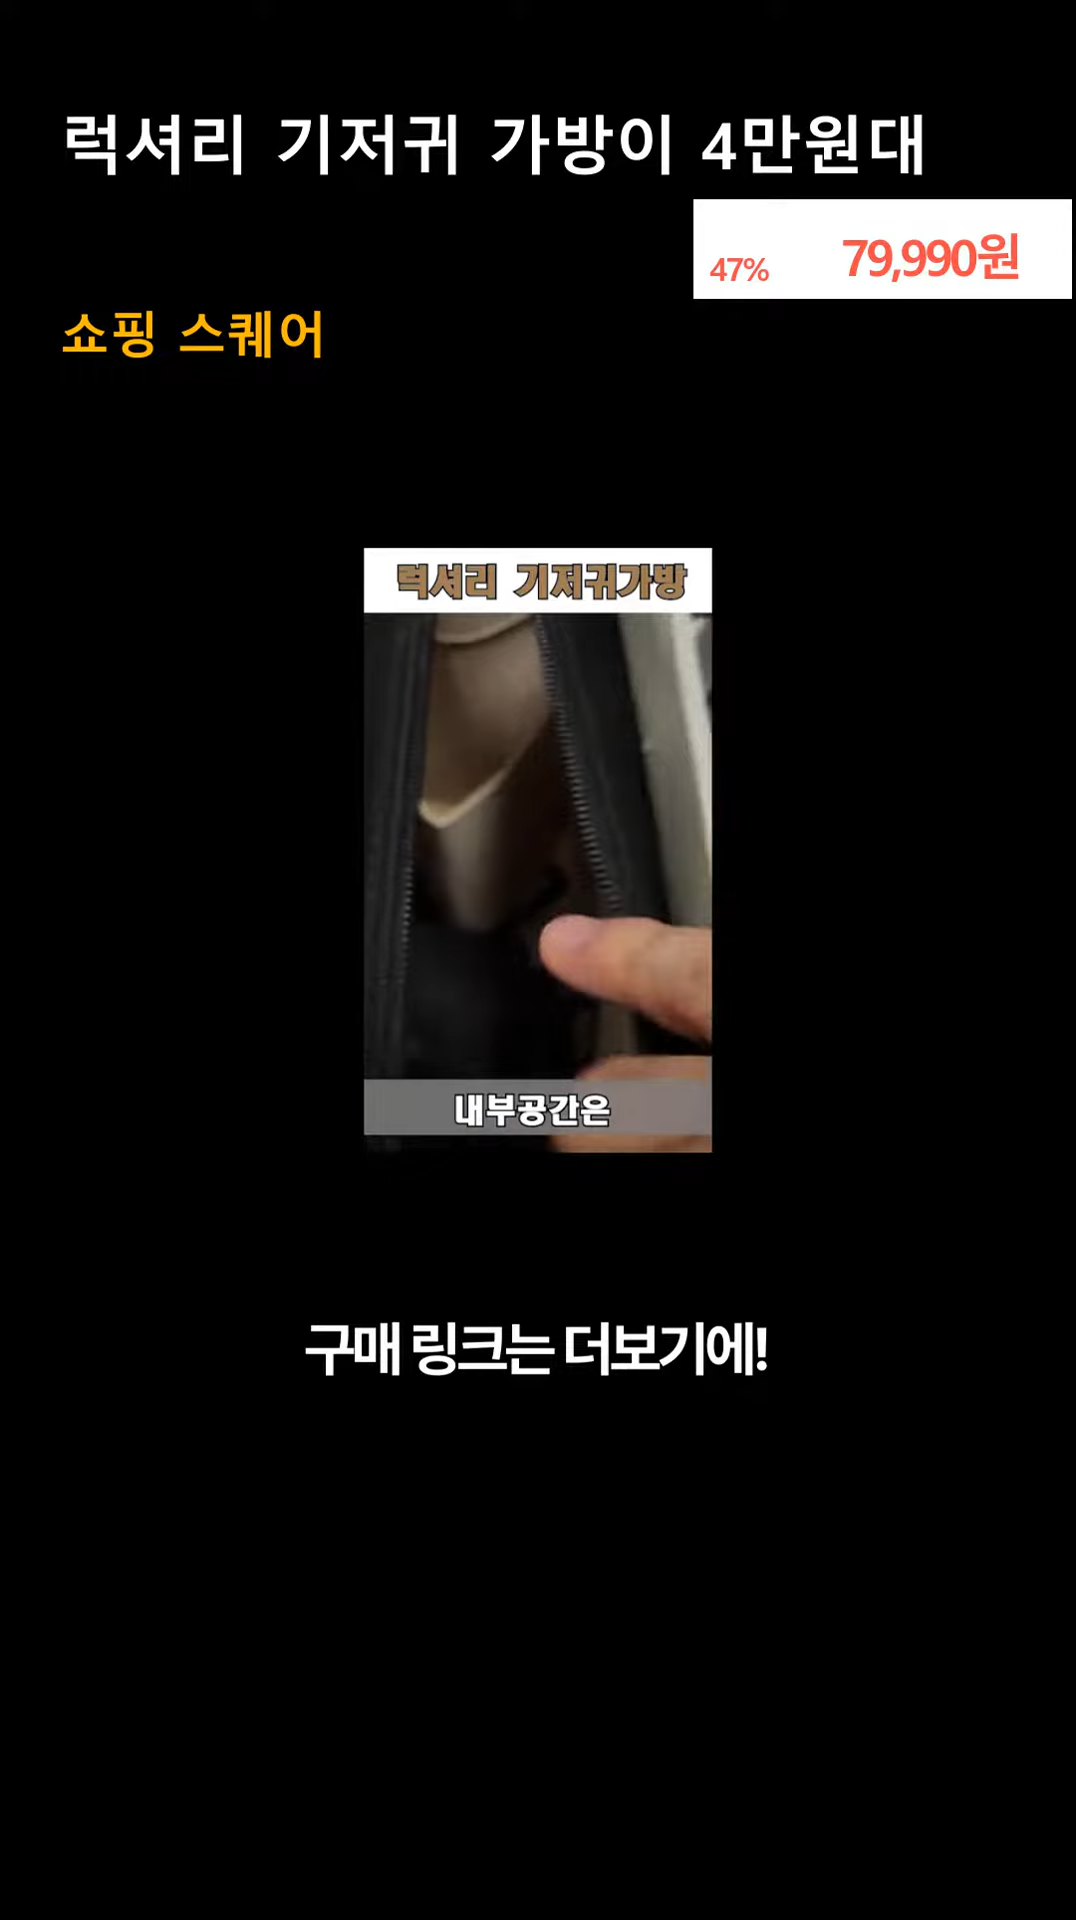 럭셔리 기저귀 가방이 4만원대
47% 79,990원
쇼핑 스퀘어
럭셔리 기저귀가방
내부공간은
구매 링크는 더보기에!